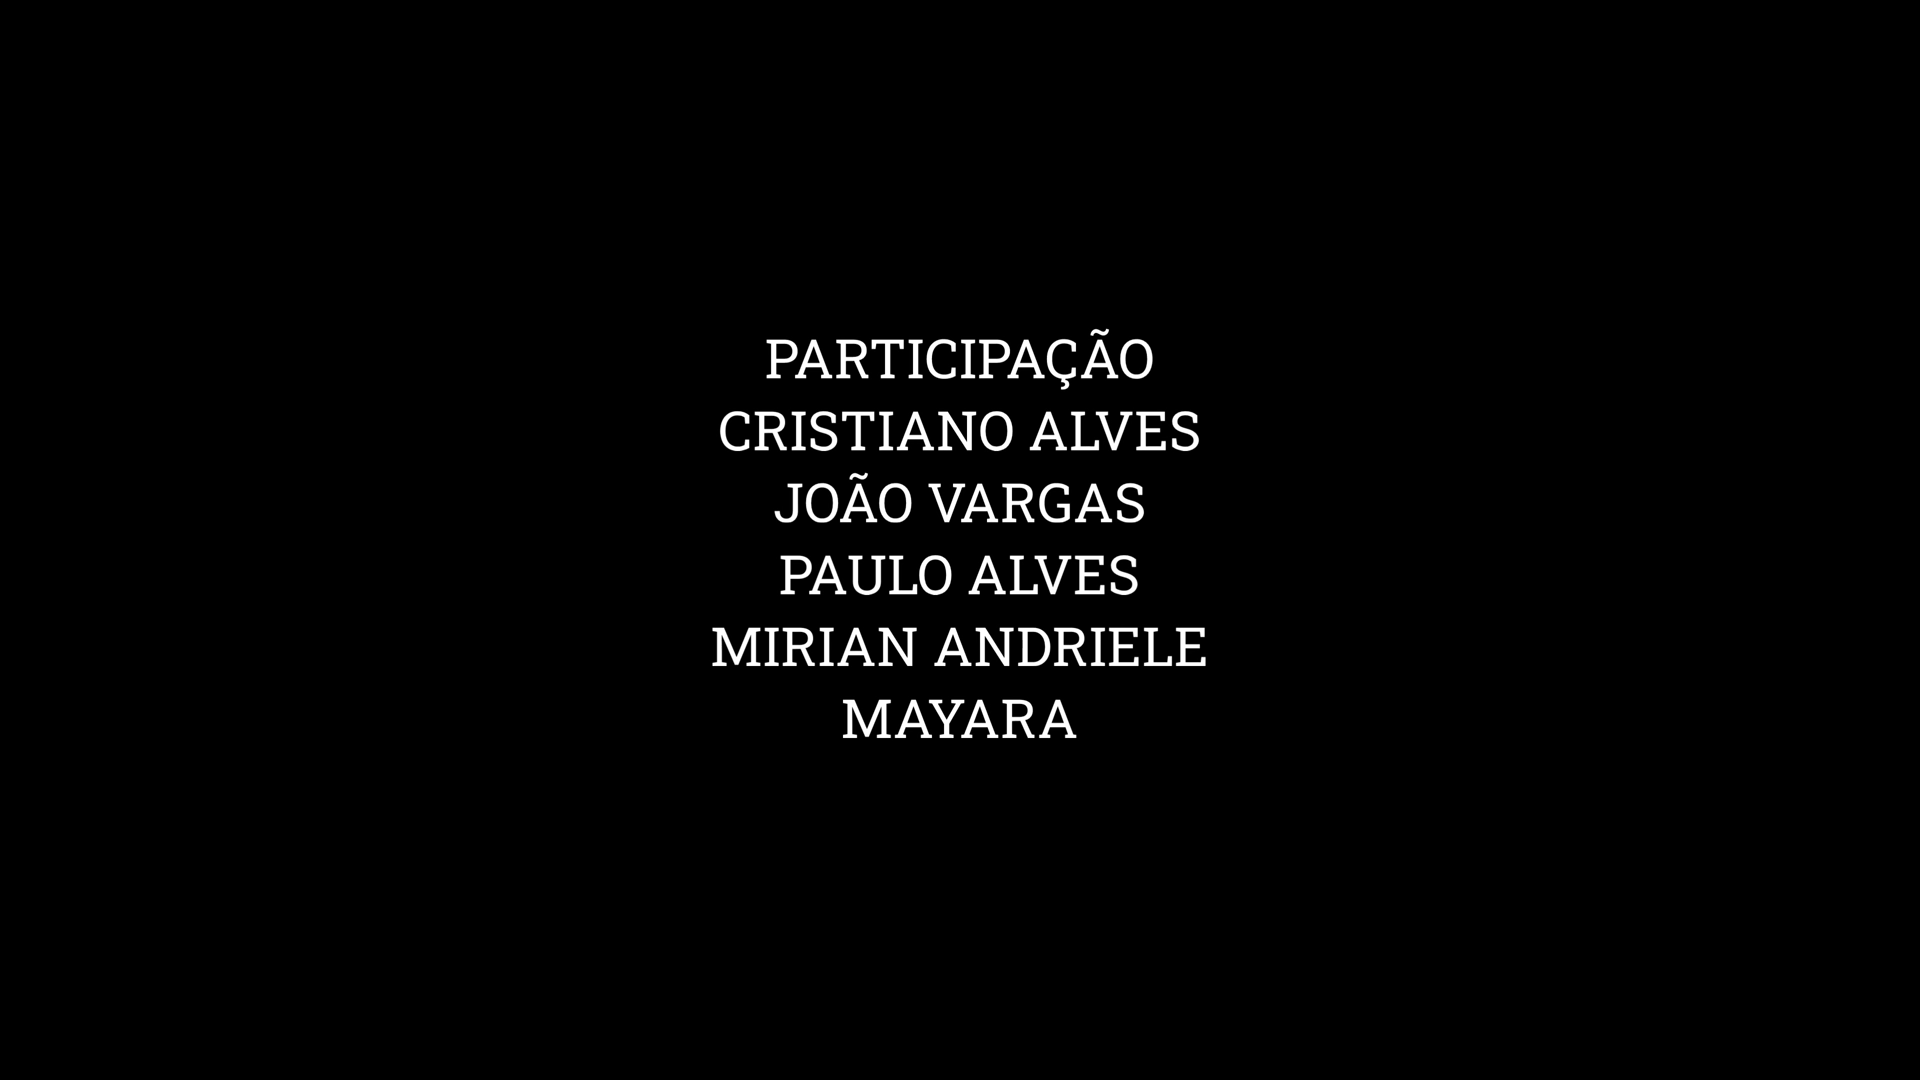 PARTICIPAÇÃO
CRISTIANO ALVES
JOÃO VARGAS
PAULO ALVES
MIRIAN ANDRIELE
MAYARA